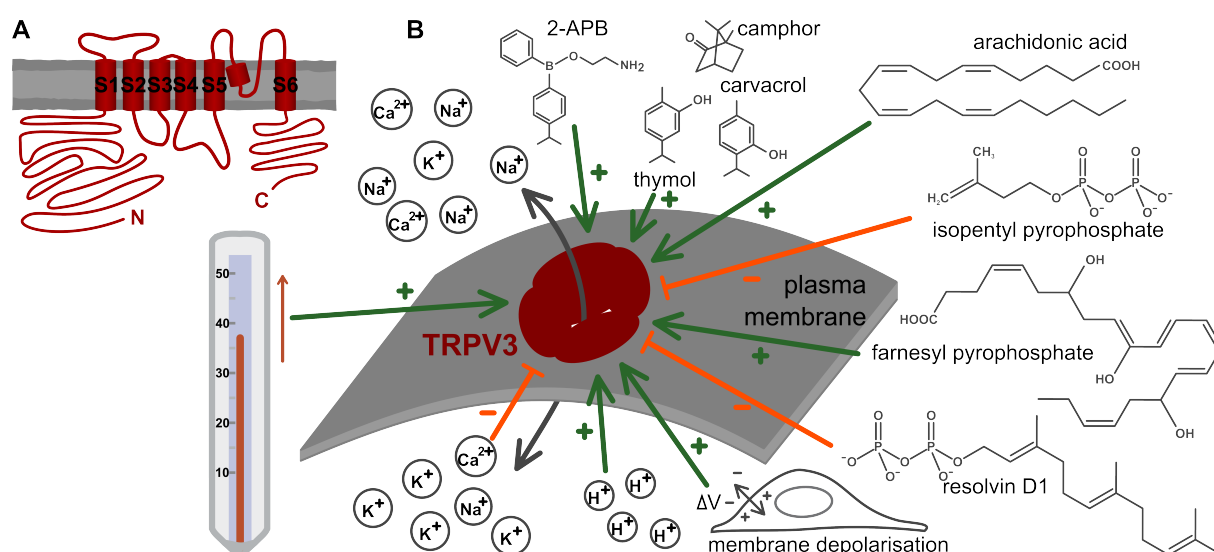 A
S1 S2 S3 S4 S5 S6
N
C
50
40
30
20
10
B
2-APB
B
O
NH2
camphor
O
carvacrol
OH
OH
thymol
arachidonic acid
COOH
CH3
H2C
O
O
O
P
O
P
O-
O-
O-
isopentyl pyrophosphate
Ca2+
Na+
K+
Na+
Na+
Ca2+
Na+
+
+
+
+
−
plasma
membrane
TRPV3
OH
HOOC
farnesyl pyrophosphate
HO
OH
+
−
−
+
+
Ca2+
K+
K+
Na+
K+
K+
H+
H+
H+
H+
ΔV
−
−
+
+
membrane depolarisation
O
O
-O
P
O
P
O
O-
O-
resolvin D1